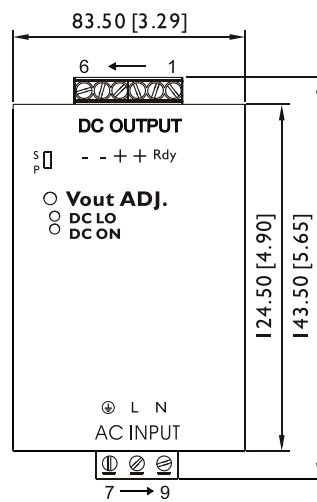 83.50 [3.29]
6 ← 1
DC OUTPUT
S
P
- - + + Rdy
Vout ADJ.
DC LO
DC ON
124.50 [4.90]
143.50 [5.65]
⏚ L N
AC INPUT
7 → 9